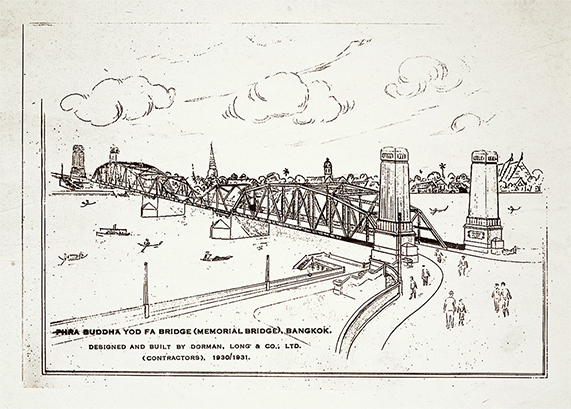 PHRA BUDDHA YOD FA BRIDGE (MEMORIAL BRIDGE), BANGKOK.
DESIGNED AND BUILT BY DORMAN, LONG & CO., LTD.
(CONTRACTORS), 1930/1931.